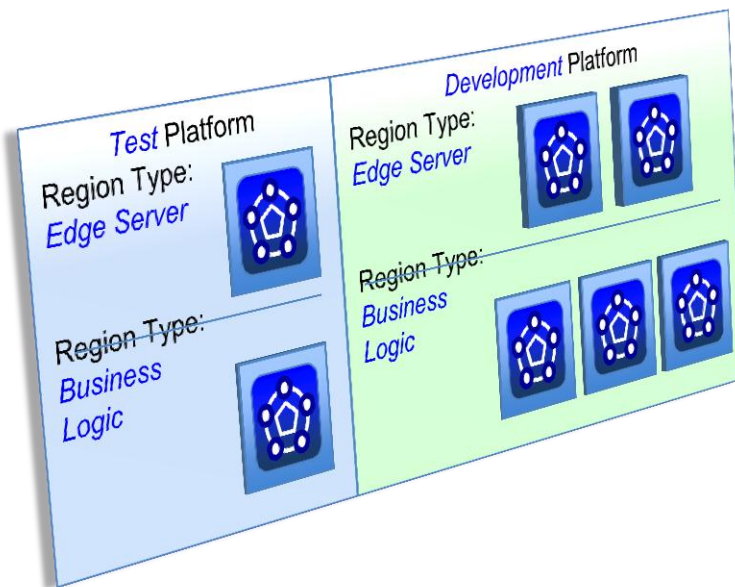 Test Platform
Region Type:
Edge Server
Region Type:
Business
Logic
Development Platform
Region Type:
Edge Server
Region Type:
Business
Logic